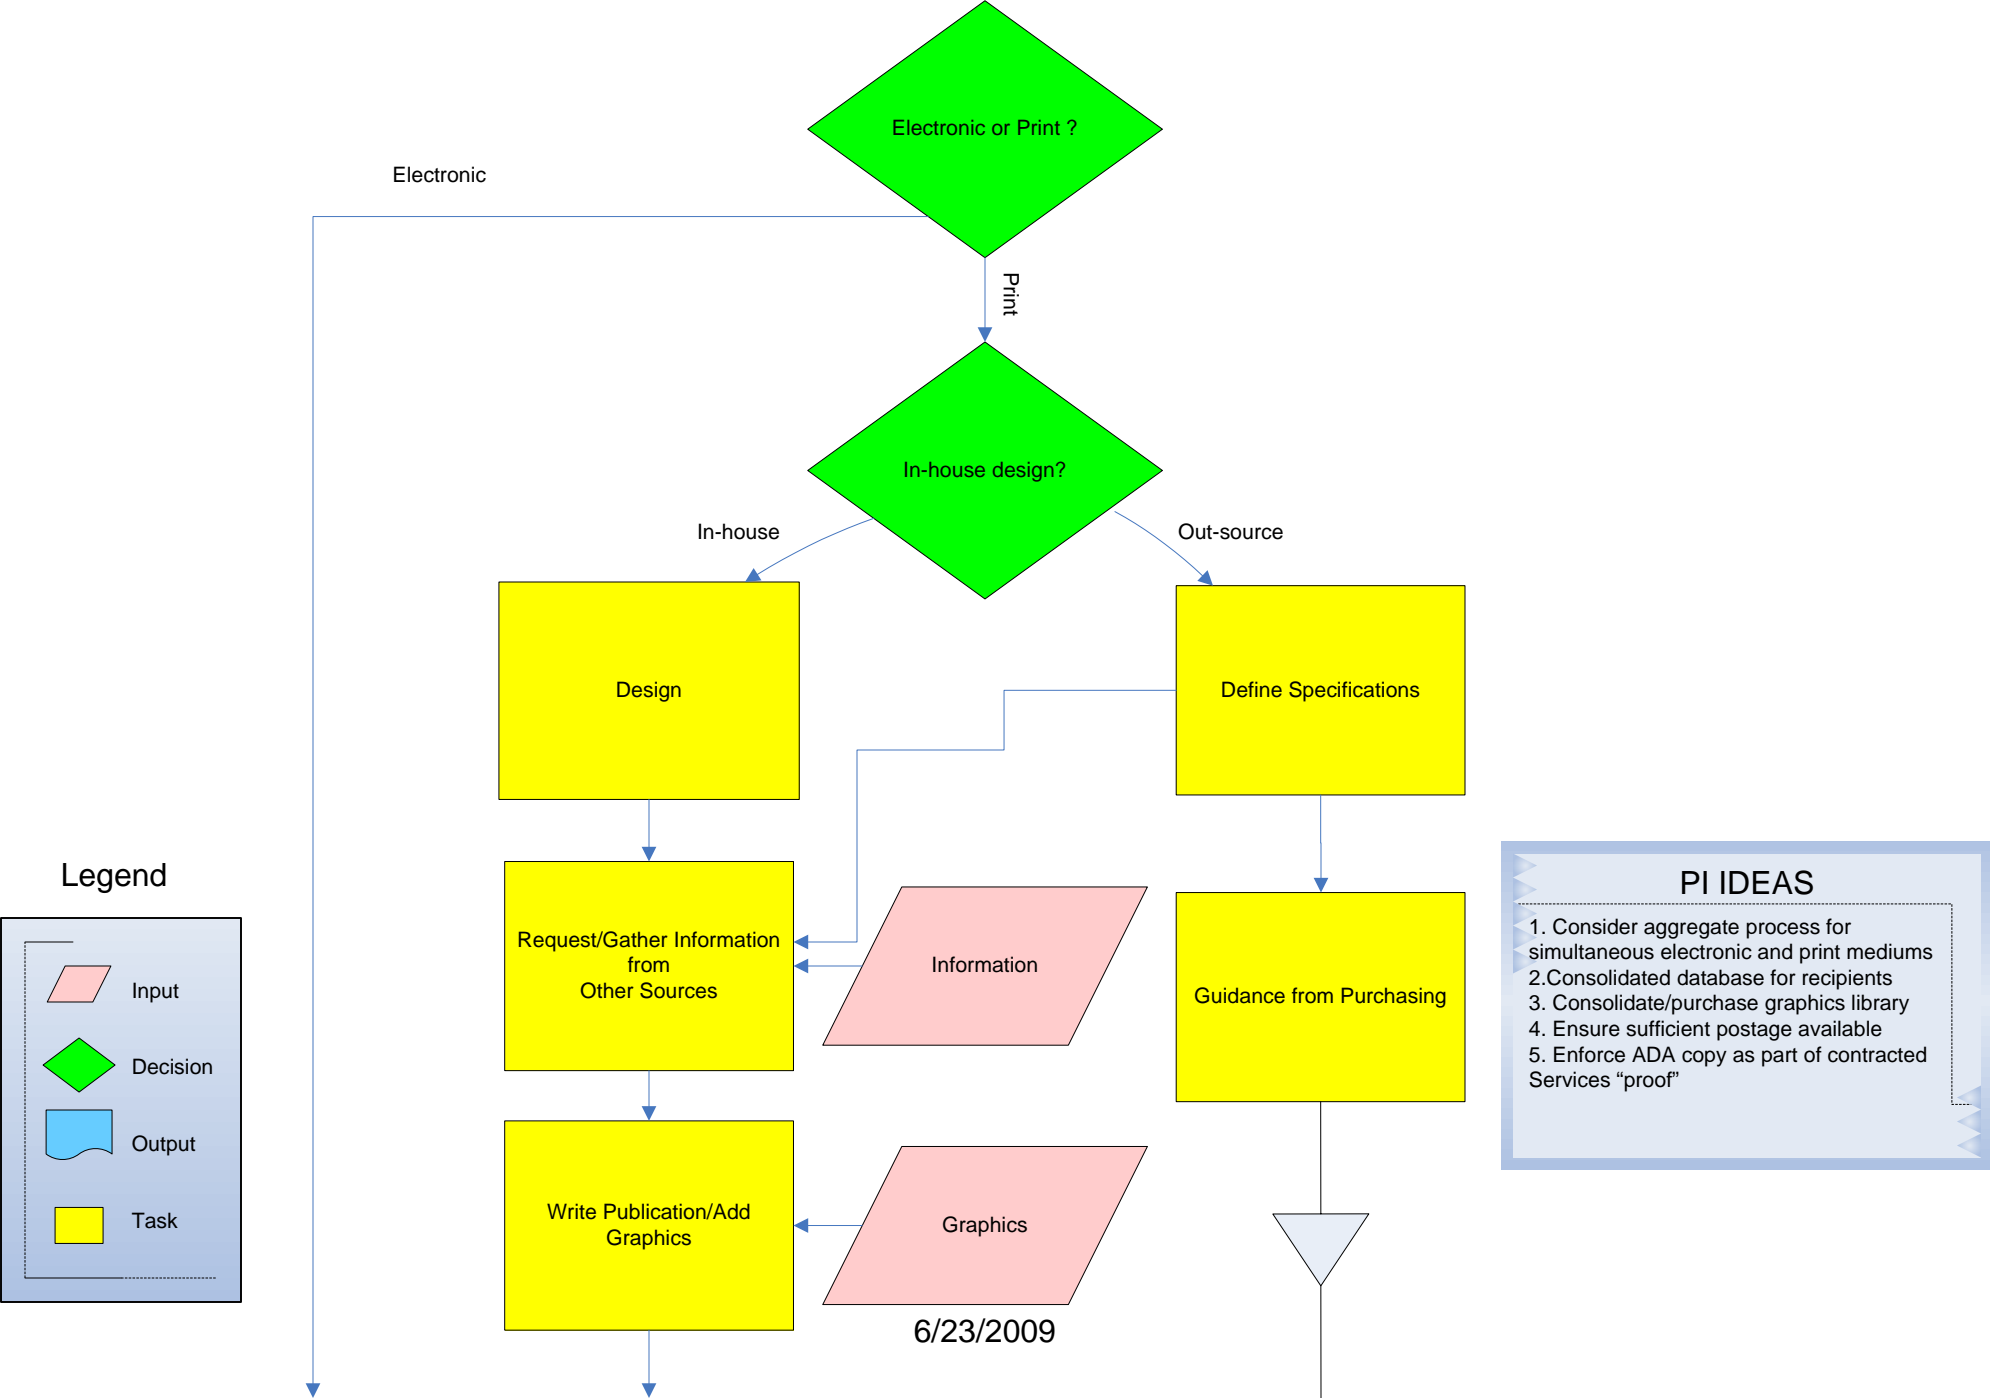 Electronic or Print ?
Electronic
Print
In-house design?
In-house
Out-source
Design
Define Specifications
Legend
Input
Decision
Output
Task
Request/Gather Information
from
Other Sources
Information
Guidance from Purchasing
PI IDEAS
1. Consider aggregate process for
simultaneous electronic and print mediums
2.Consolidated database for recipients
3. Consolidate/purchase graphics library
4. Ensure sufficient postage available
5. Enforce ADA copy as part of contracted
Services “proof”
Write Publication/Add
Graphics
Graphics
6/23/2009